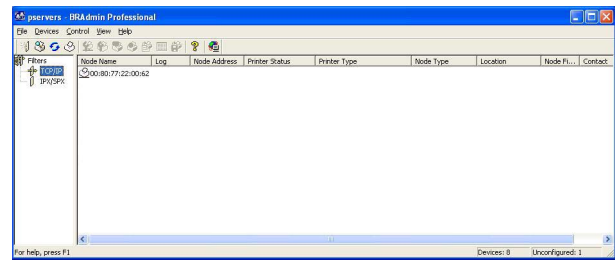 pservers - BRAdmin Professional
File Devices Control View Help
Filters
TCP/IP
IPX/SPX
Node Name Log Node Address Printer Status Printer Type Node Type Location Node Fi... Contact
00:80:77:22:00:62
For help, press F1 Devices: 8 Unconfigured: 1